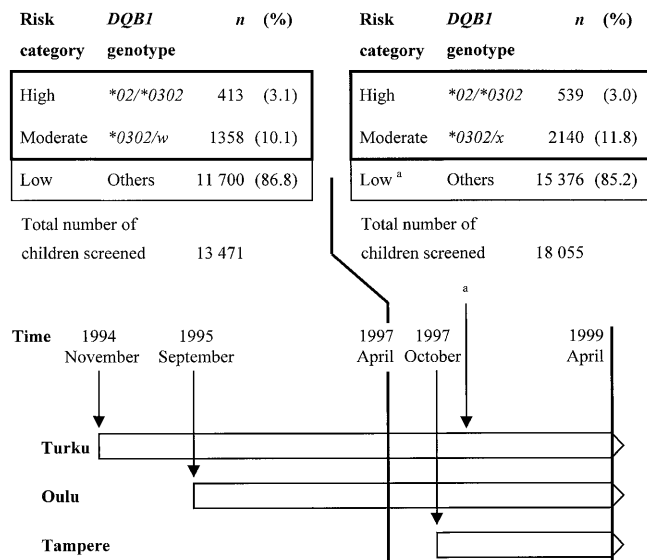 Risk DQB1 n (%)
category genotype
High *02/*0302 413 (3.1)
Moderate *0302/w 1358 (10.1)
Low Others 11 700 (86.8)
Total number of
children screened 13 471
Risk DQB1 n (%)
category genotype
High *02/*0302 539 (3.0)
Moderate *0302/x 2140 (11.8)
Low a Others 15 376 (85.2)
Total number of
children screened 18 055
a
Time 1994 1995 1997 1997 1999
November September April October April
Turku
Oulu
Tampere